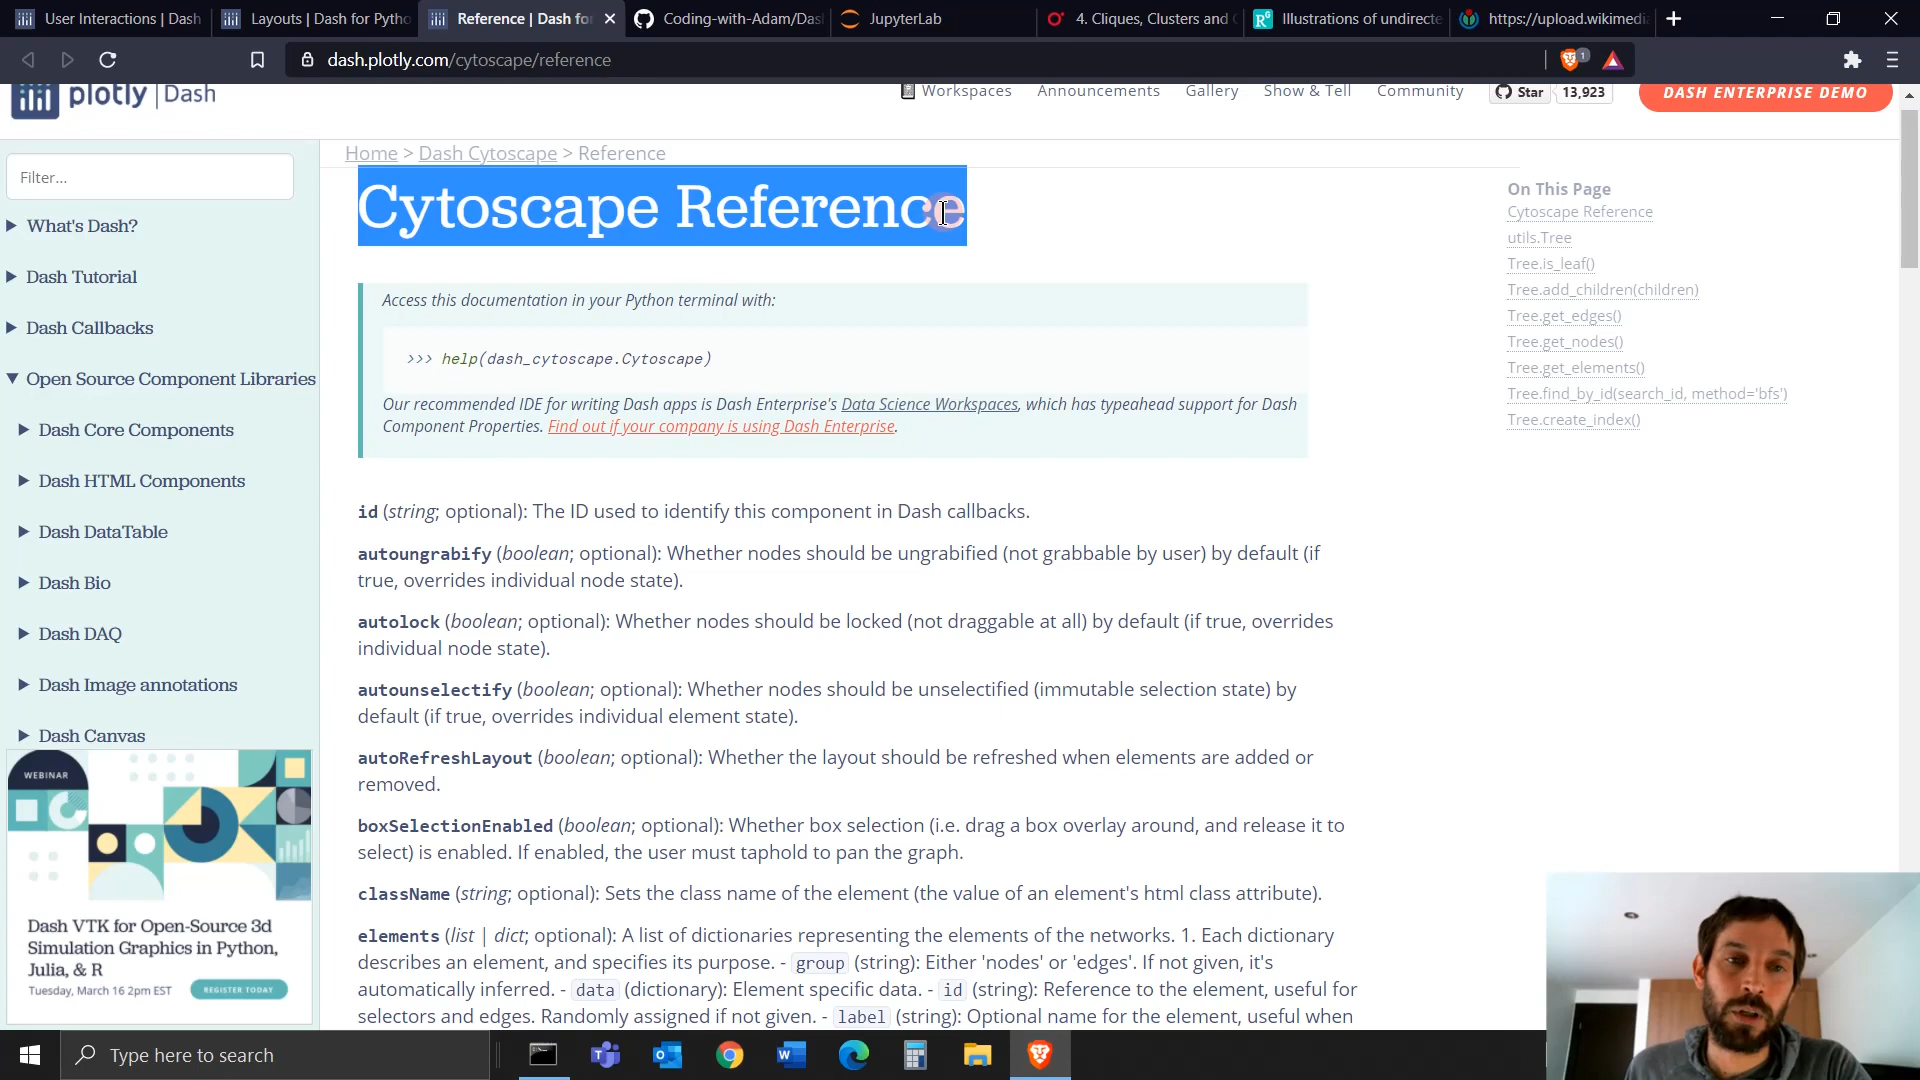 User Interactions | Dash
Layouts | Dash for Pytho
Reference | Dash fo
Coding-with-Adam/Das
JupyterLab
4. Cliques, Clusters and
Illustrations of undirecte
https://upload.wikimedi
dash.plotly.com/cytoscape/reference
1
plotly | Dash
Workspaces
Announcements
Gallery
Show & Tell
Community
Star
13,923
DASH ENTERPRISE DEMO
Filter...
What's Dash?
Dash Tutorial
Dash Callbacks
Open Source Component Libraries
Dash Core Components
Dash HTML Components
Dash DataTable
Dash Bio
Dash DAQ
Dash Image annotations
Dash Canvas
WEBINAR
Dash VTK for Open-Source 3d
Simulation Graphics in Python,
Julia, & R
Tuesday, March 16 2pm EST
REGISTER TODAY
Home > Dash Cytoscape > Reference
Cytoscape Reference
Access this documentation in your Python terminal with:
>>> help(dash_cytoscape.Cytoscape)
Our recommended IDE for writing Dash apps is Dash Enterprise's Data Science Workspaces, which has typeahead support for Dash
Component Properties. Find out if your company is using Dash Enterprise.
id (string; optional): The ID used to identify this component in Dash callbacks.
autoungrabify (boolean; optional): Whether nodes should be ungrabified (not grabbable by user) by default (if
true, overrides individual node state).
autolock (boolean; optional): Whether nodes should be locked (not draggable at all) by default (if true, overrides
individual node state).
autounselectify (boolean; optional): Whether nodes should be unselectified (immutable selection state) by
default (if true, overrides individual element state).
autoRefreshLayout (boolean; optional): Whether the layout should be refreshed when elements are added or
removed.
boxSelectionEnabled (boolean; optional): Whether box selection (i.e. drag a box overlay around, and release it to
select) is enabled. If enabled, the user must taphold to pan the graph.
className (string; optional): Sets the class name of the element (the value of an element's html class attribute).
elements (list | dict; optional): A list of dictionaries representing the elements of the networks. 1. Each dictionary
describes an element, and specifies its purpose. - group (string): Either 'nodes' or 'edges'. If not given, it's
automatically inferred. - data (dictionary): Element specific data. - id (string): Reference to the element, useful for
selectors and edges. Randomly assigned if not given. - label (string): Optional name for the element, useful when
On This Page
Cytoscape Reference
utils.Tree
Tree.is_leaf()
Tree.add_children(children)
Tree.get_edges()
Tree.get_nodes()
Tree.get_elements()
Tree.find_by_id(search_id, method='bfs')
Tree.create_index()
Type here to search